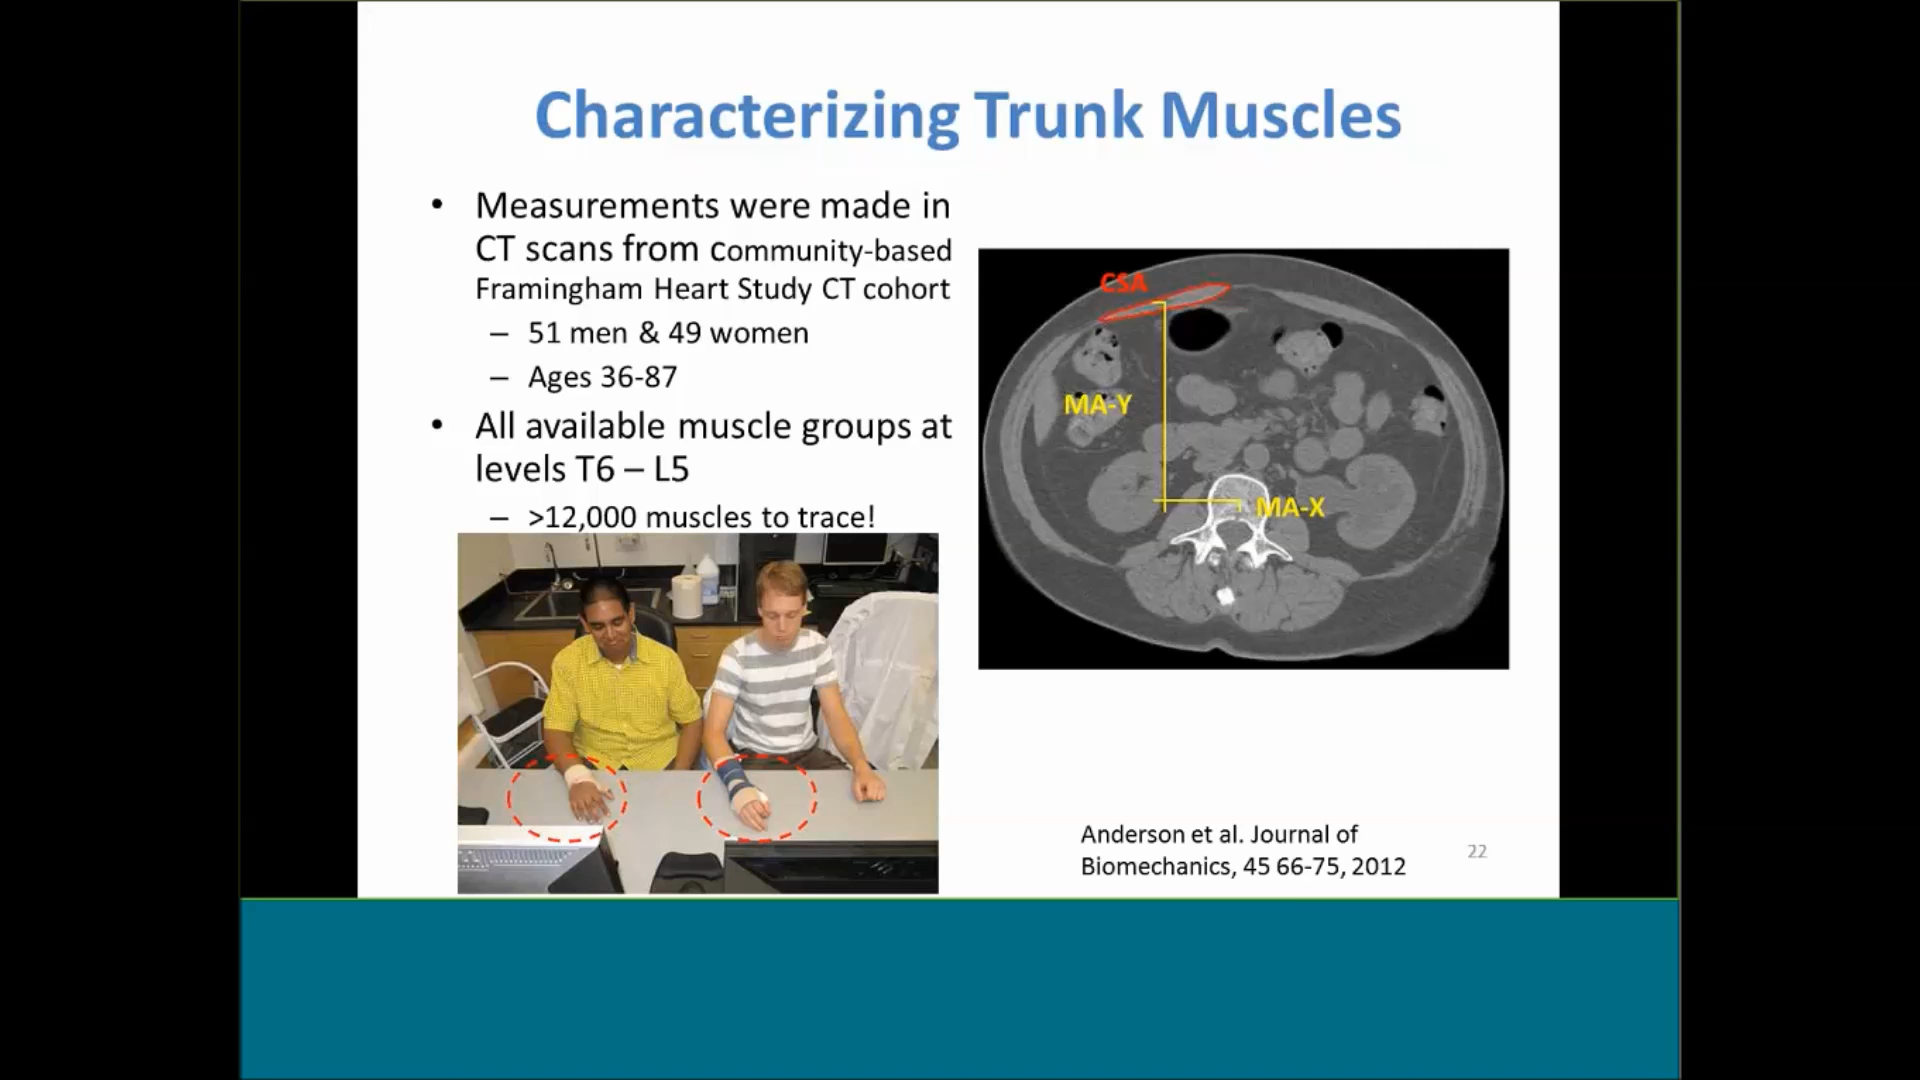 Characterizing Trunk Muscles
• Measurements were made in
CT scans from community-based
Framingham Heart Study CT cohort
– 51 men & 49 women
– Ages 36-87
• All available muscle groups at
levels T6 – L5
– >12,000 muscles to trace!
CSA
MA-Y
MA-X
Anderson et al. Journal of
Biomechanics, 45 66-75, 2012
22